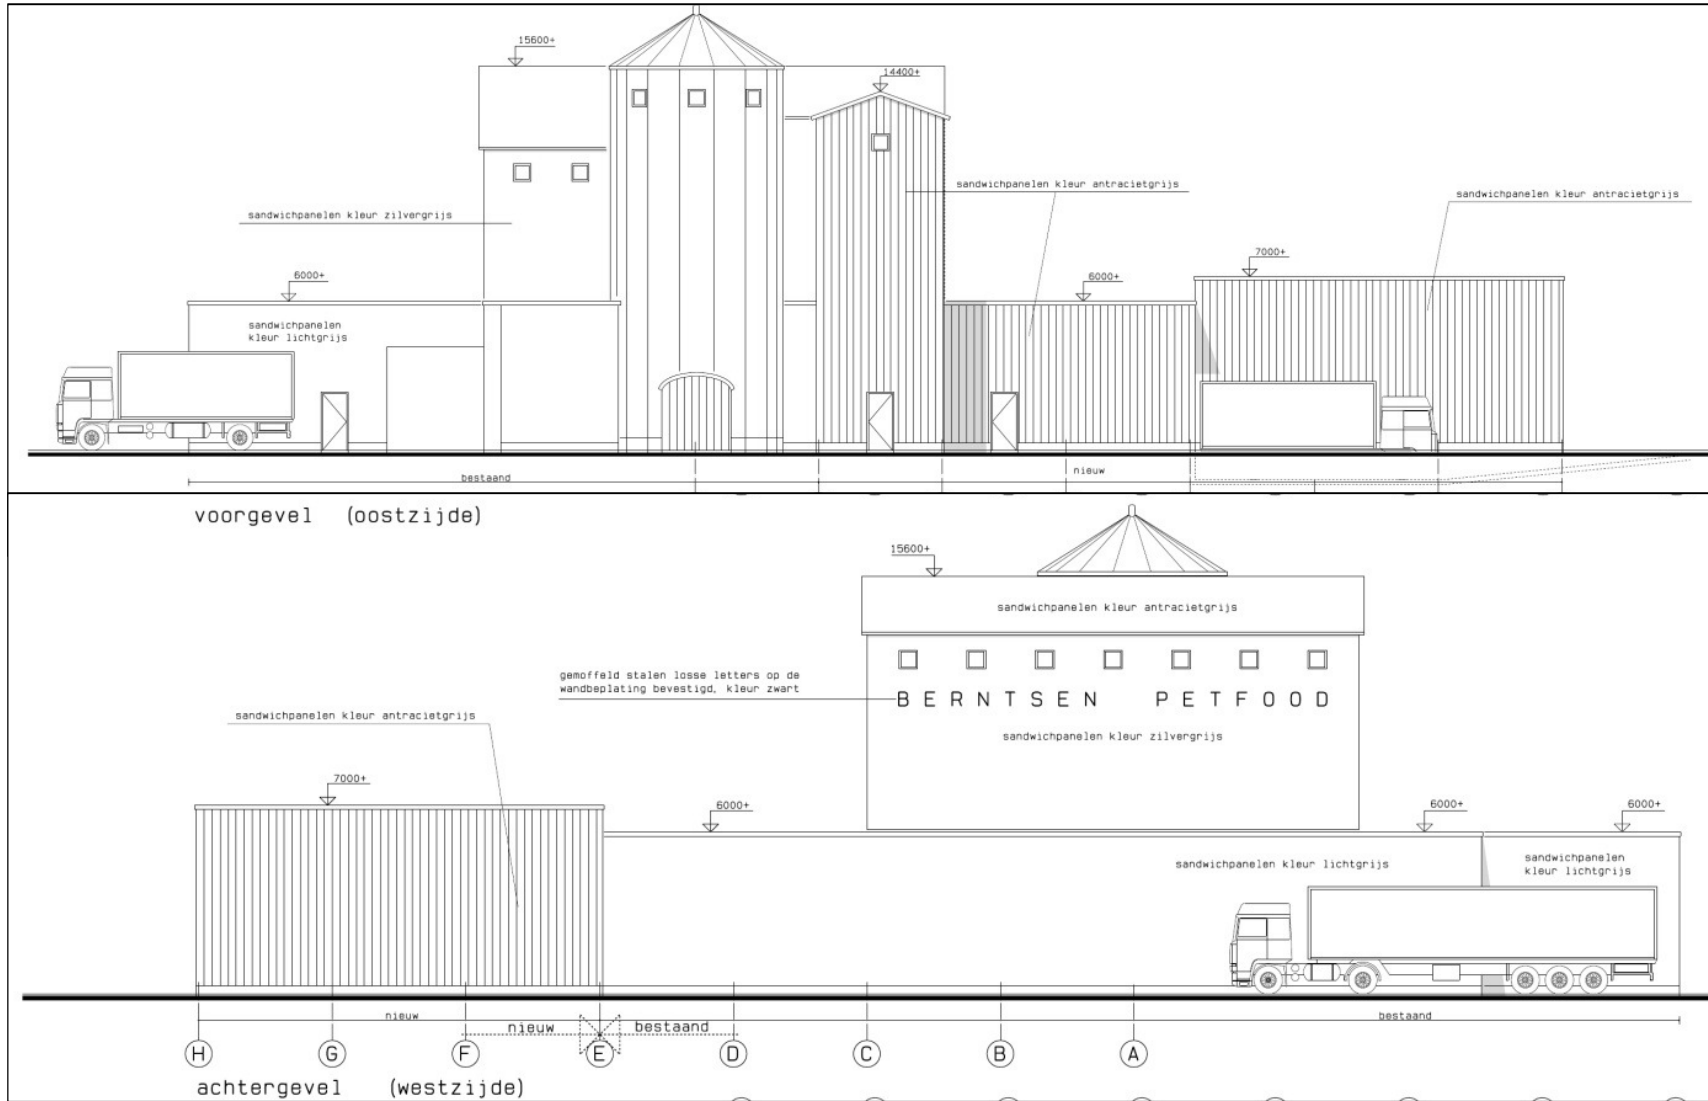 15600+
14400+
sandwichpanelen kleur antracietgrijs
sandwichpanelen kleur antracietgrijs
sandwichpanelen kleur zilvergrijs
7000+
6000+
6000+
sandwichpanelen
kleur lichtgrijs
nieuw
bestaand
voorgevel (oostzijde)
15600+
sandwichpanelen kleur antracietgrijs
gemoffeld stalen losse letters op de
wandbeplating bevestigd, kleur zwart
BERNTSEN PETFOOD
sandwichpanelen kleur antracietgrijs
sandwichpanelen kleur zilvergrijs
7000+
6000+
6000+
6000+
sandwichpanelen kleur lichtgrijs
sandwichpanelen
kleur lichtgrijs
nieuw
bestaand
nieuw
bestaand
H G F E D C B A
achtergevel (westzijde)